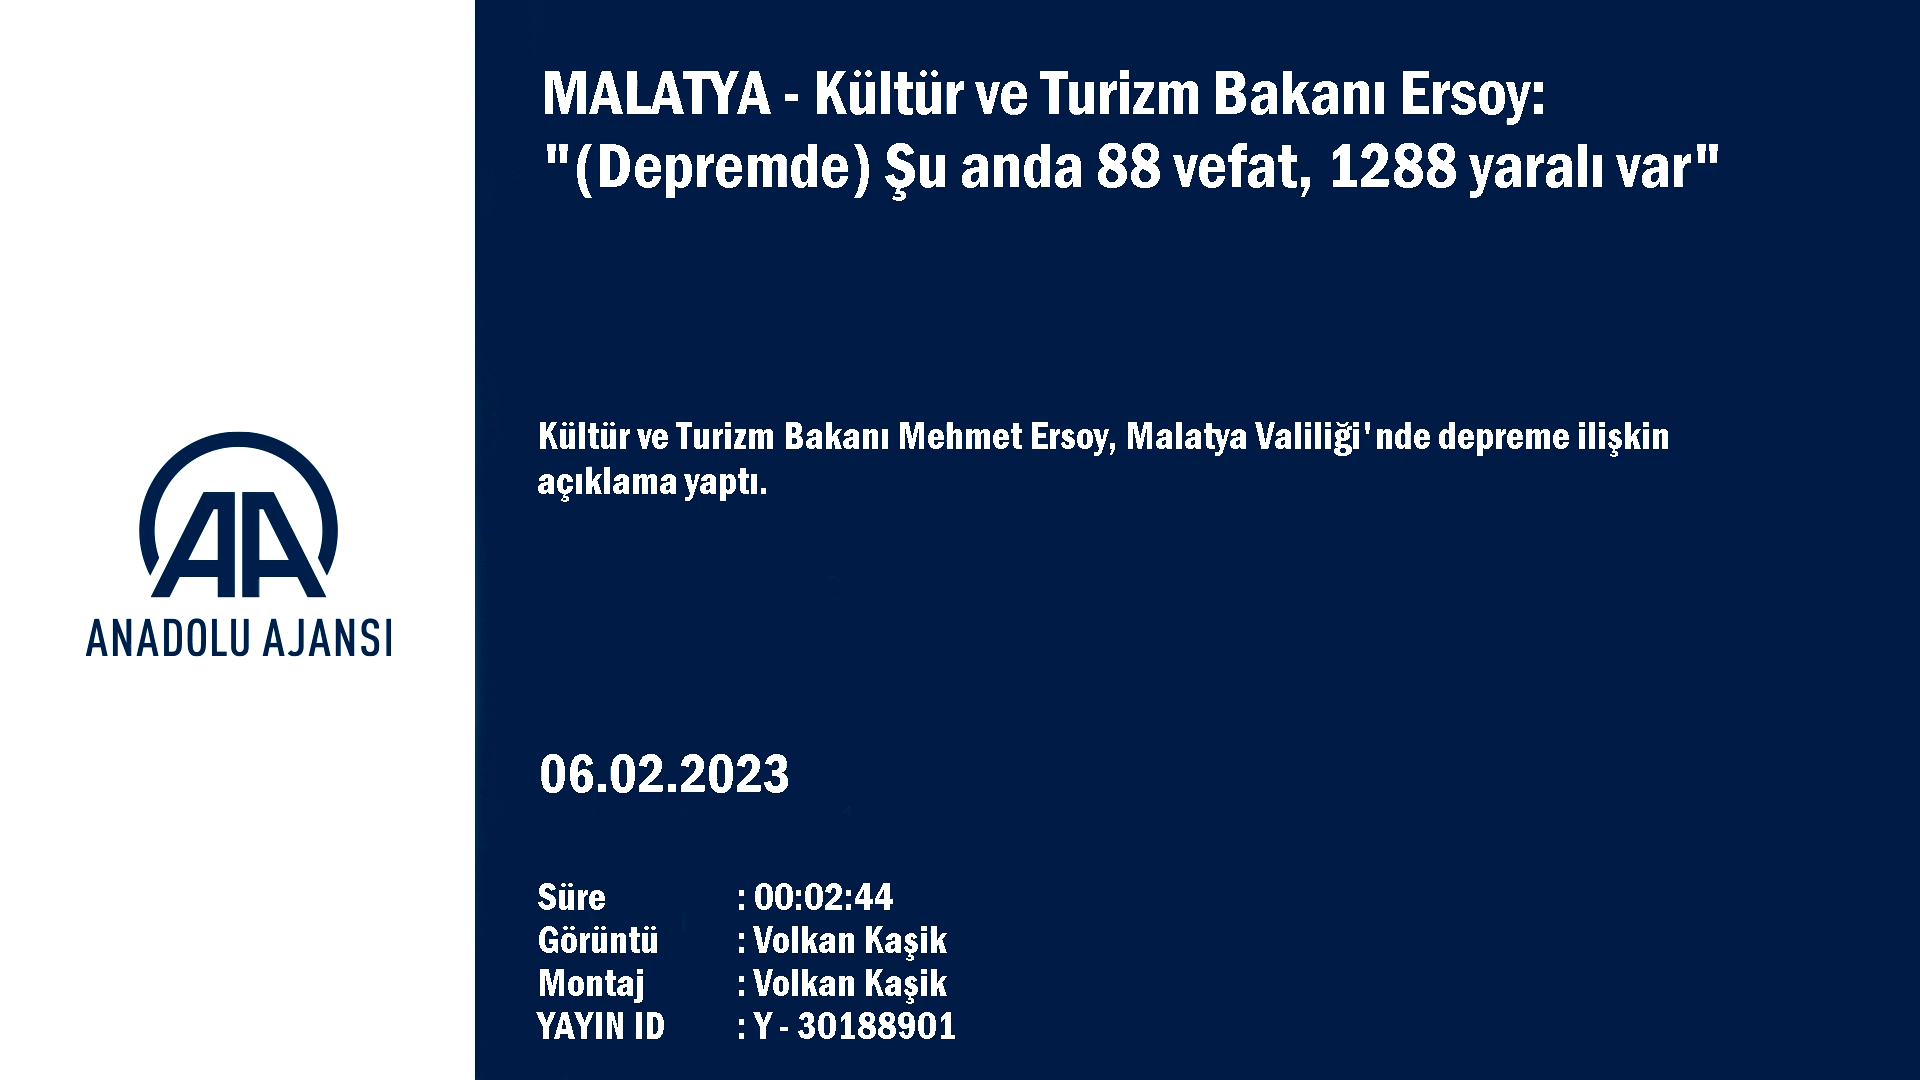 MALATYA - Kültür ve Turizm Bakanı Ersoy:
"(Depremde) Şu anda 88 vefat, 1288 yaralı var"
Kültür ve Turizm Bakanı Mehmet Ersoy, Malatya Valiliği'nde depreme ilişkin
açıklama yaptı.
AA
ANADOLU AJANSI
06.02.2023
Süre : 00:02:44
Görüntü : Volkan Kaşik
Montaj : Volkan Kaşik
YAYIN ID : Y - 30188901